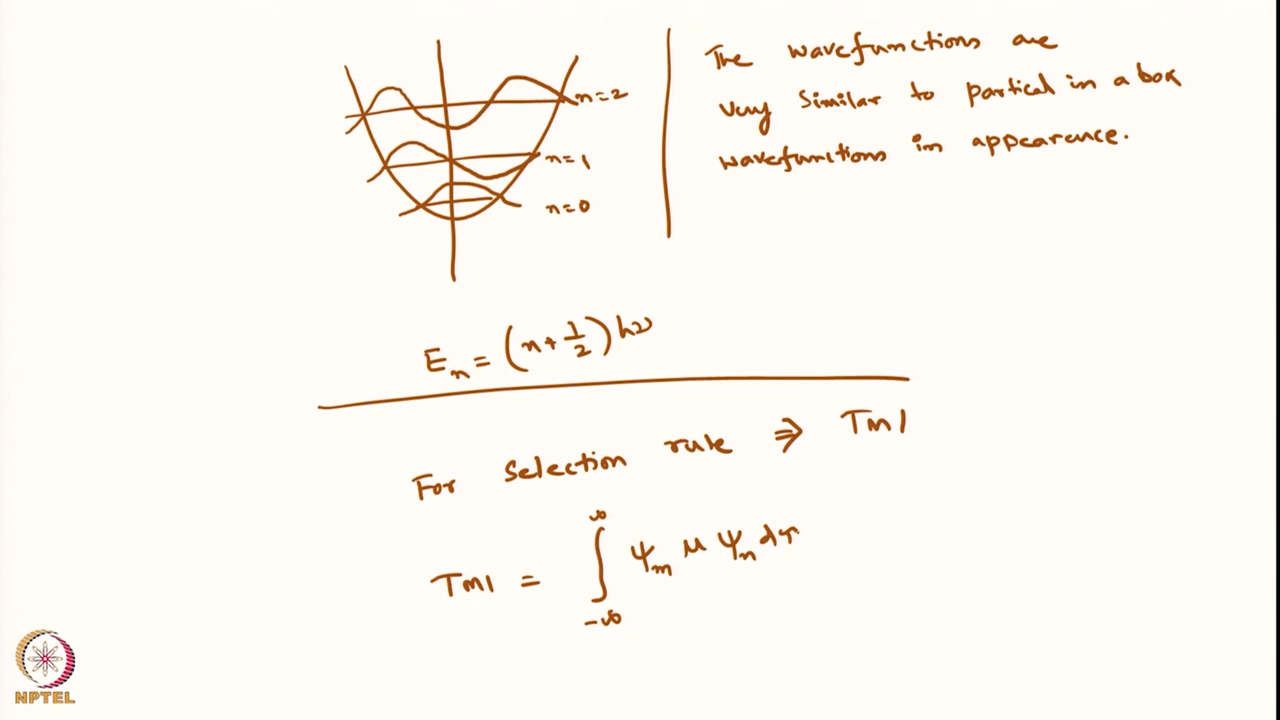 n=2
n=1
n=0
The wavefunctions are
very similar to partical in a box
wavefunctions in appearence.
Eₙ = (n + 1/2) hν
For selection rule ⇒ TMI
TMI = ∫_{-∞}^{∞} ψₘ μ ψₙ dτ
NPTEL